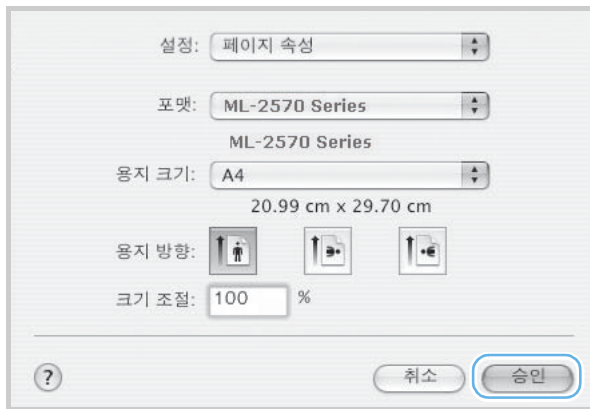 설정: 페이지 속성
포맷: ML-2570 Series
ML-2570 Series
용지 크기: A4
20.99 cm x 29.70 cm
용지 방향:
크기 조절: 100 %
? 취소 승인